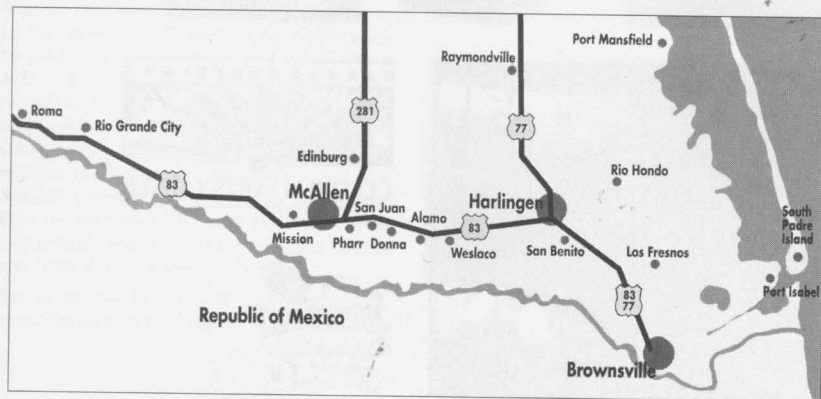 Port Mansfield
Raymondville
Roma
Rio Grande City
281
77
Edinburg
83
McAllen
Rio Hondo
Harlingen
San Juan
Alamo
South
Padre
Island
Mission
Pharr
Donna
83
Weslaco
San Benito
Los Fresnos
Port Isabel
83
77
Republic of Mexico
Brownsville